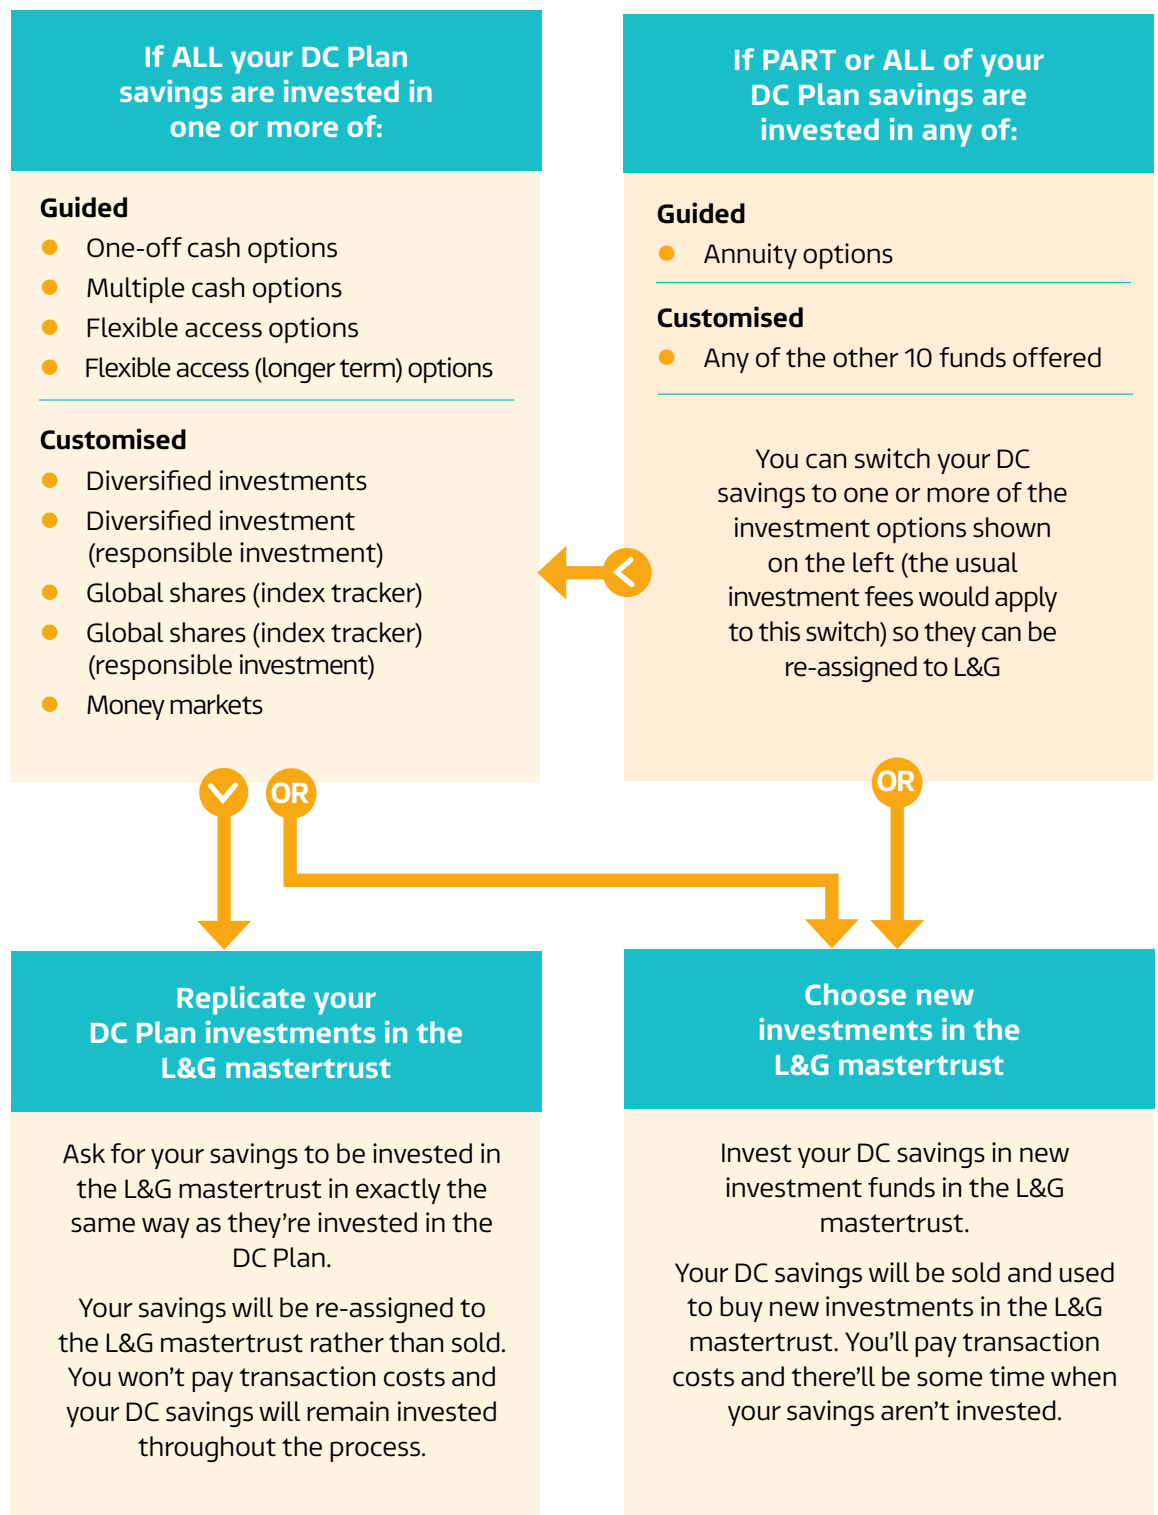 If ALL your DC Plan
savings are invested in
one or more of:
Guided
One-off cash options
Multiple cash options
Flexible access options
Flexible access (longer term) options
Customised
Diversified investments
Diversified investment
(responsible investment)
Global shares (index tracker)
Global shares (index tracker)
(responsible investment)
Money markets
If PART or ALL of your
DC Plan savings are
invested in any of:
Guided
Annuity options
Customised
Any of the other 10 funds offered
You can switch your DC
savings to one or more of the
investment options shown
on the left (the usual
investment fees would apply
to this switch) so they can be
re-assigned to L&G
OR
OR
Replicate your
DC Plan investments in the
L&G mastertrust
Ask for your savings to be invested in
the L&G mastertrust in exactly the
same way as they're invested in the
DC Plan.
Your savings will be re-assigned to
the L&G mastertrust rather than sold.
You won't pay transaction costs and
your DC savings will remain invested
throughout the process.
Choose new
investments in the
L&G mastertrust
Invest your DC savings in new
investment funds in the L&G
mastertrust.
Your DC savings will be sold and used
to buy new investments in the L&G
mastertrust. You'll pay transaction
costs and there'll be some time when
your savings aren't invested.